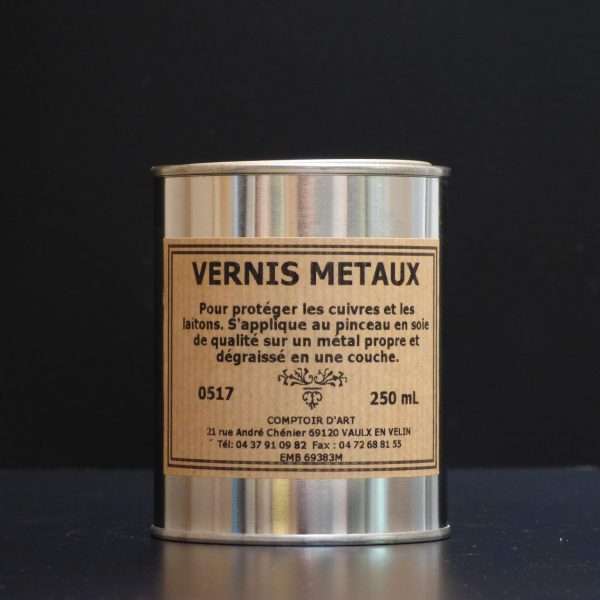 VERNIS METAUX
Pour protéger les cuivres et les
laitons. S'applique au pinceau en soie
de qualité sur un métal propre et
dégraissé en une couche.
0517 250 mL
COMPTOIR D'ART
21 rue André Chénier 69120 VAULX EN VELIN
Tél: 04 37 91 09 82 Fax : 04 72 68 81 55
EMB 69383M